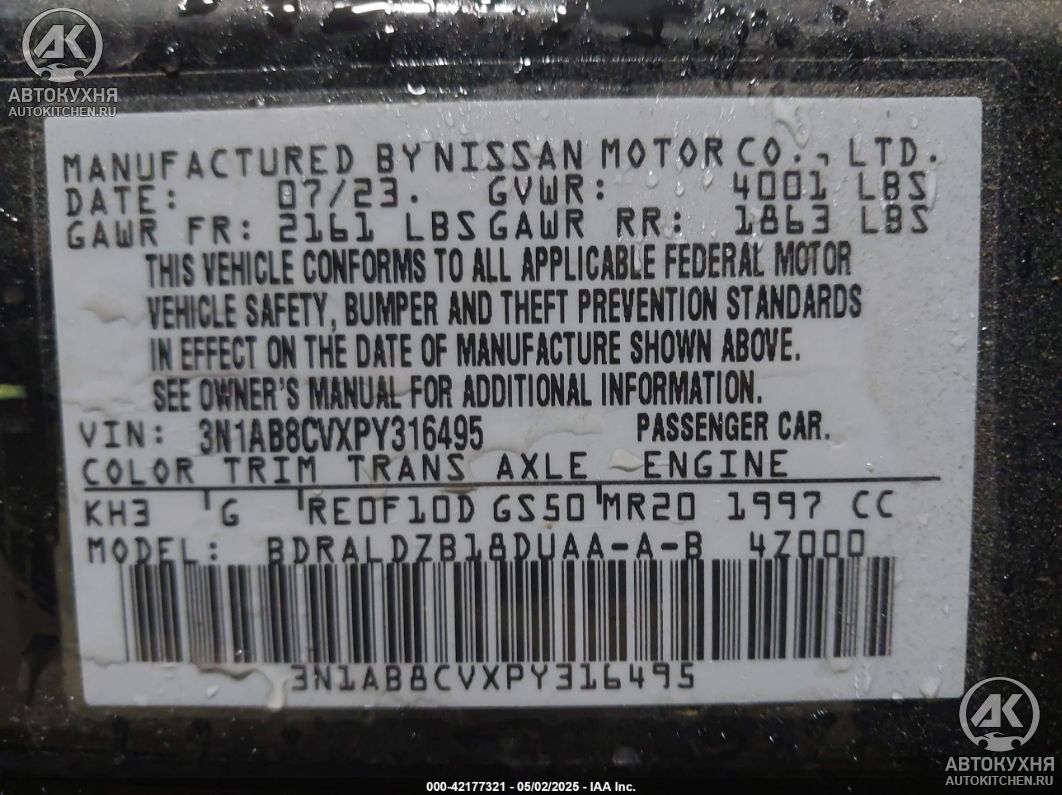 AK
АВТОКУХНЯ
AUTOKITCHEN.RU
MANUFACTURED BY NISSAN MOTOR CO., LTD.
DATE: 07/23. GVWR: 4001 LBS
GAWR FR: 2161 LBS GAWR RR: 1863 LBS
THIS VEHICLE CONFORMS TO ALL APPLICABLE FEDERAL MOTOR
VEHICLE SAFETY, BUMPER AND THEFT PREVENTION STANDARDS
IN EFFECT ON THE DATE OF MANUFACTURE SHOWN ABOVE.
SEE OWNER'S MANUAL FOR ADDITIONAL INFORMATION.
VIN: 3N1AB8CVXPY316495 PASSENGER CAR.
COLOR TRIM TRANS AXLE ENGINE
KH3 G RE0F10D GS50 MR20 1997 CC
MODEL: BDRALDZB18DUAA-A-B 4Z000
3N1AB8CVXPY316495
AK
АВТОКУХНЯ
AUTOKITCHEN.RU
000-42177321 - 05/02/2025 - IAA Inc.